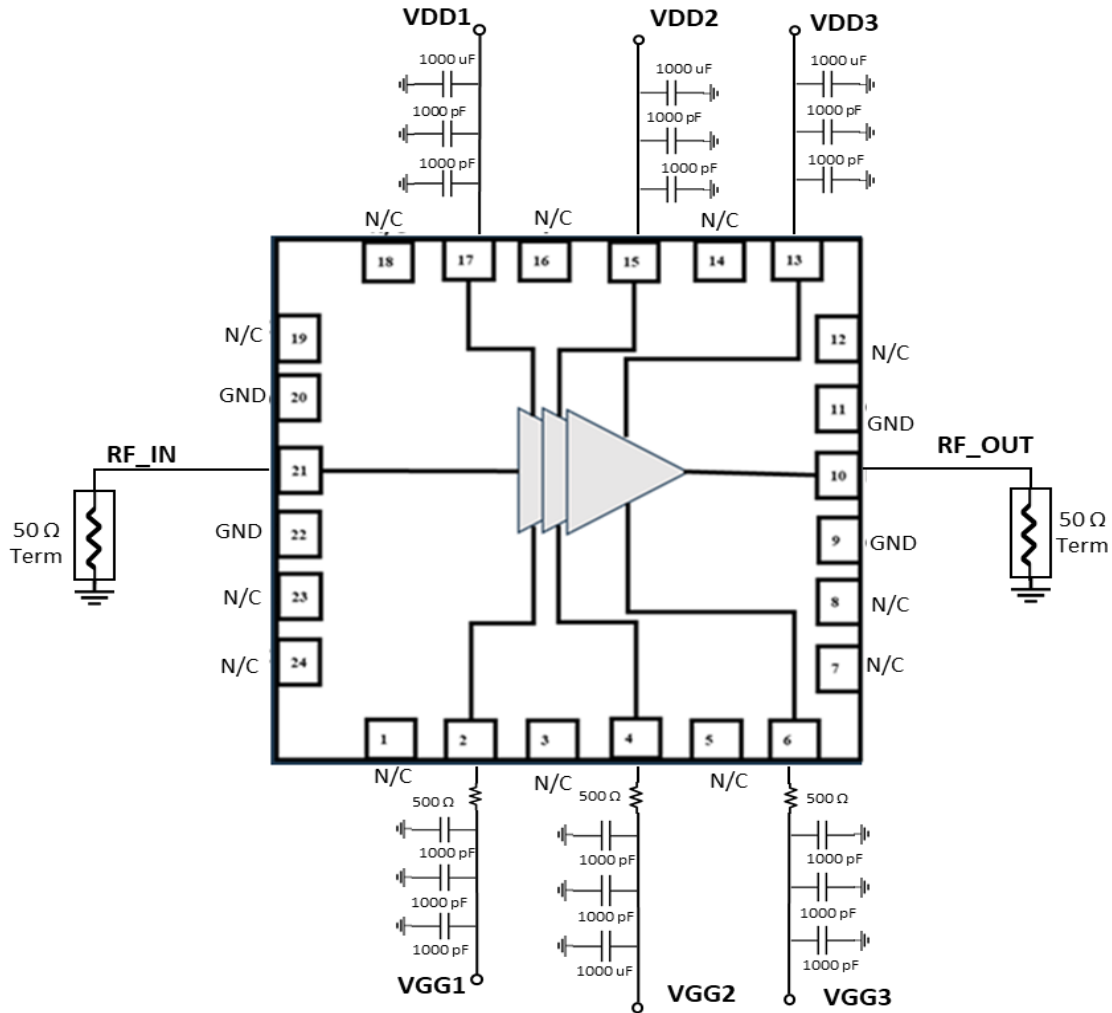 VDD1
VDD2
VDD3
1000 uF
1000 uF
1000 uF
1000 pF
1000 pF
1000 pF
1000 pF
1000 pF
1000 pF
N/C
N/C
N/C
18
17
16
15
14
13
N/C
19
12
N/C
GND
20
11
GND
RF_IN
RF_OUT
21
10
50 Ω
Term
50 Ω
Term
GND
22
9
GND
N/C
23
8
N/C
N/C
24
7
N/C
1
2
3
4
5
6
N/C
N/C
N/C
500 Ω
500 Ω
500 Ω
1000 pF
1000 pF
1000 pF
1000 pF
1000 pF
1000 pF
1000 pF
1000 uF
1000 pF
VGG1
VGG2
VGG3